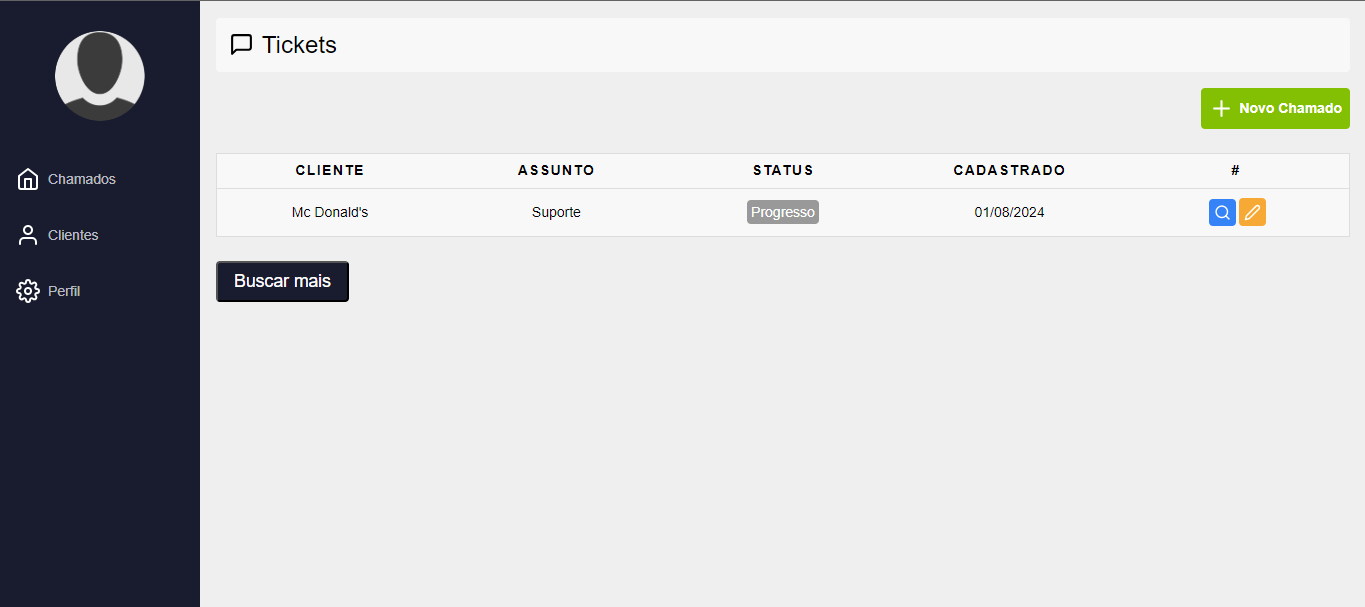 Tickets
Novo Chamado
Chamados
Clientes
Perfil
CLIENTE ASSUNTO STATUS CADASTRADO #
Mc Donald's Suporte Progresso 01/08/2024
Buscar mais